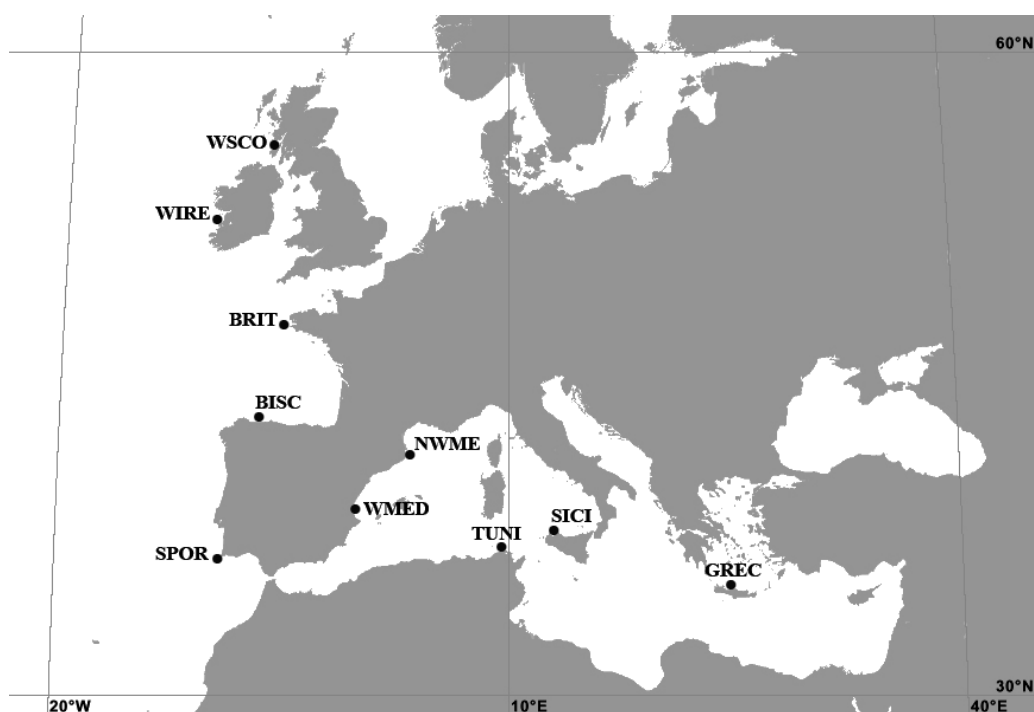 60°N
WSCO
WIRE
BRIT
BISC
NWME
WMED
SICI
TUNI
SPOR
GREC
30°N
20°W
10°E
40°E